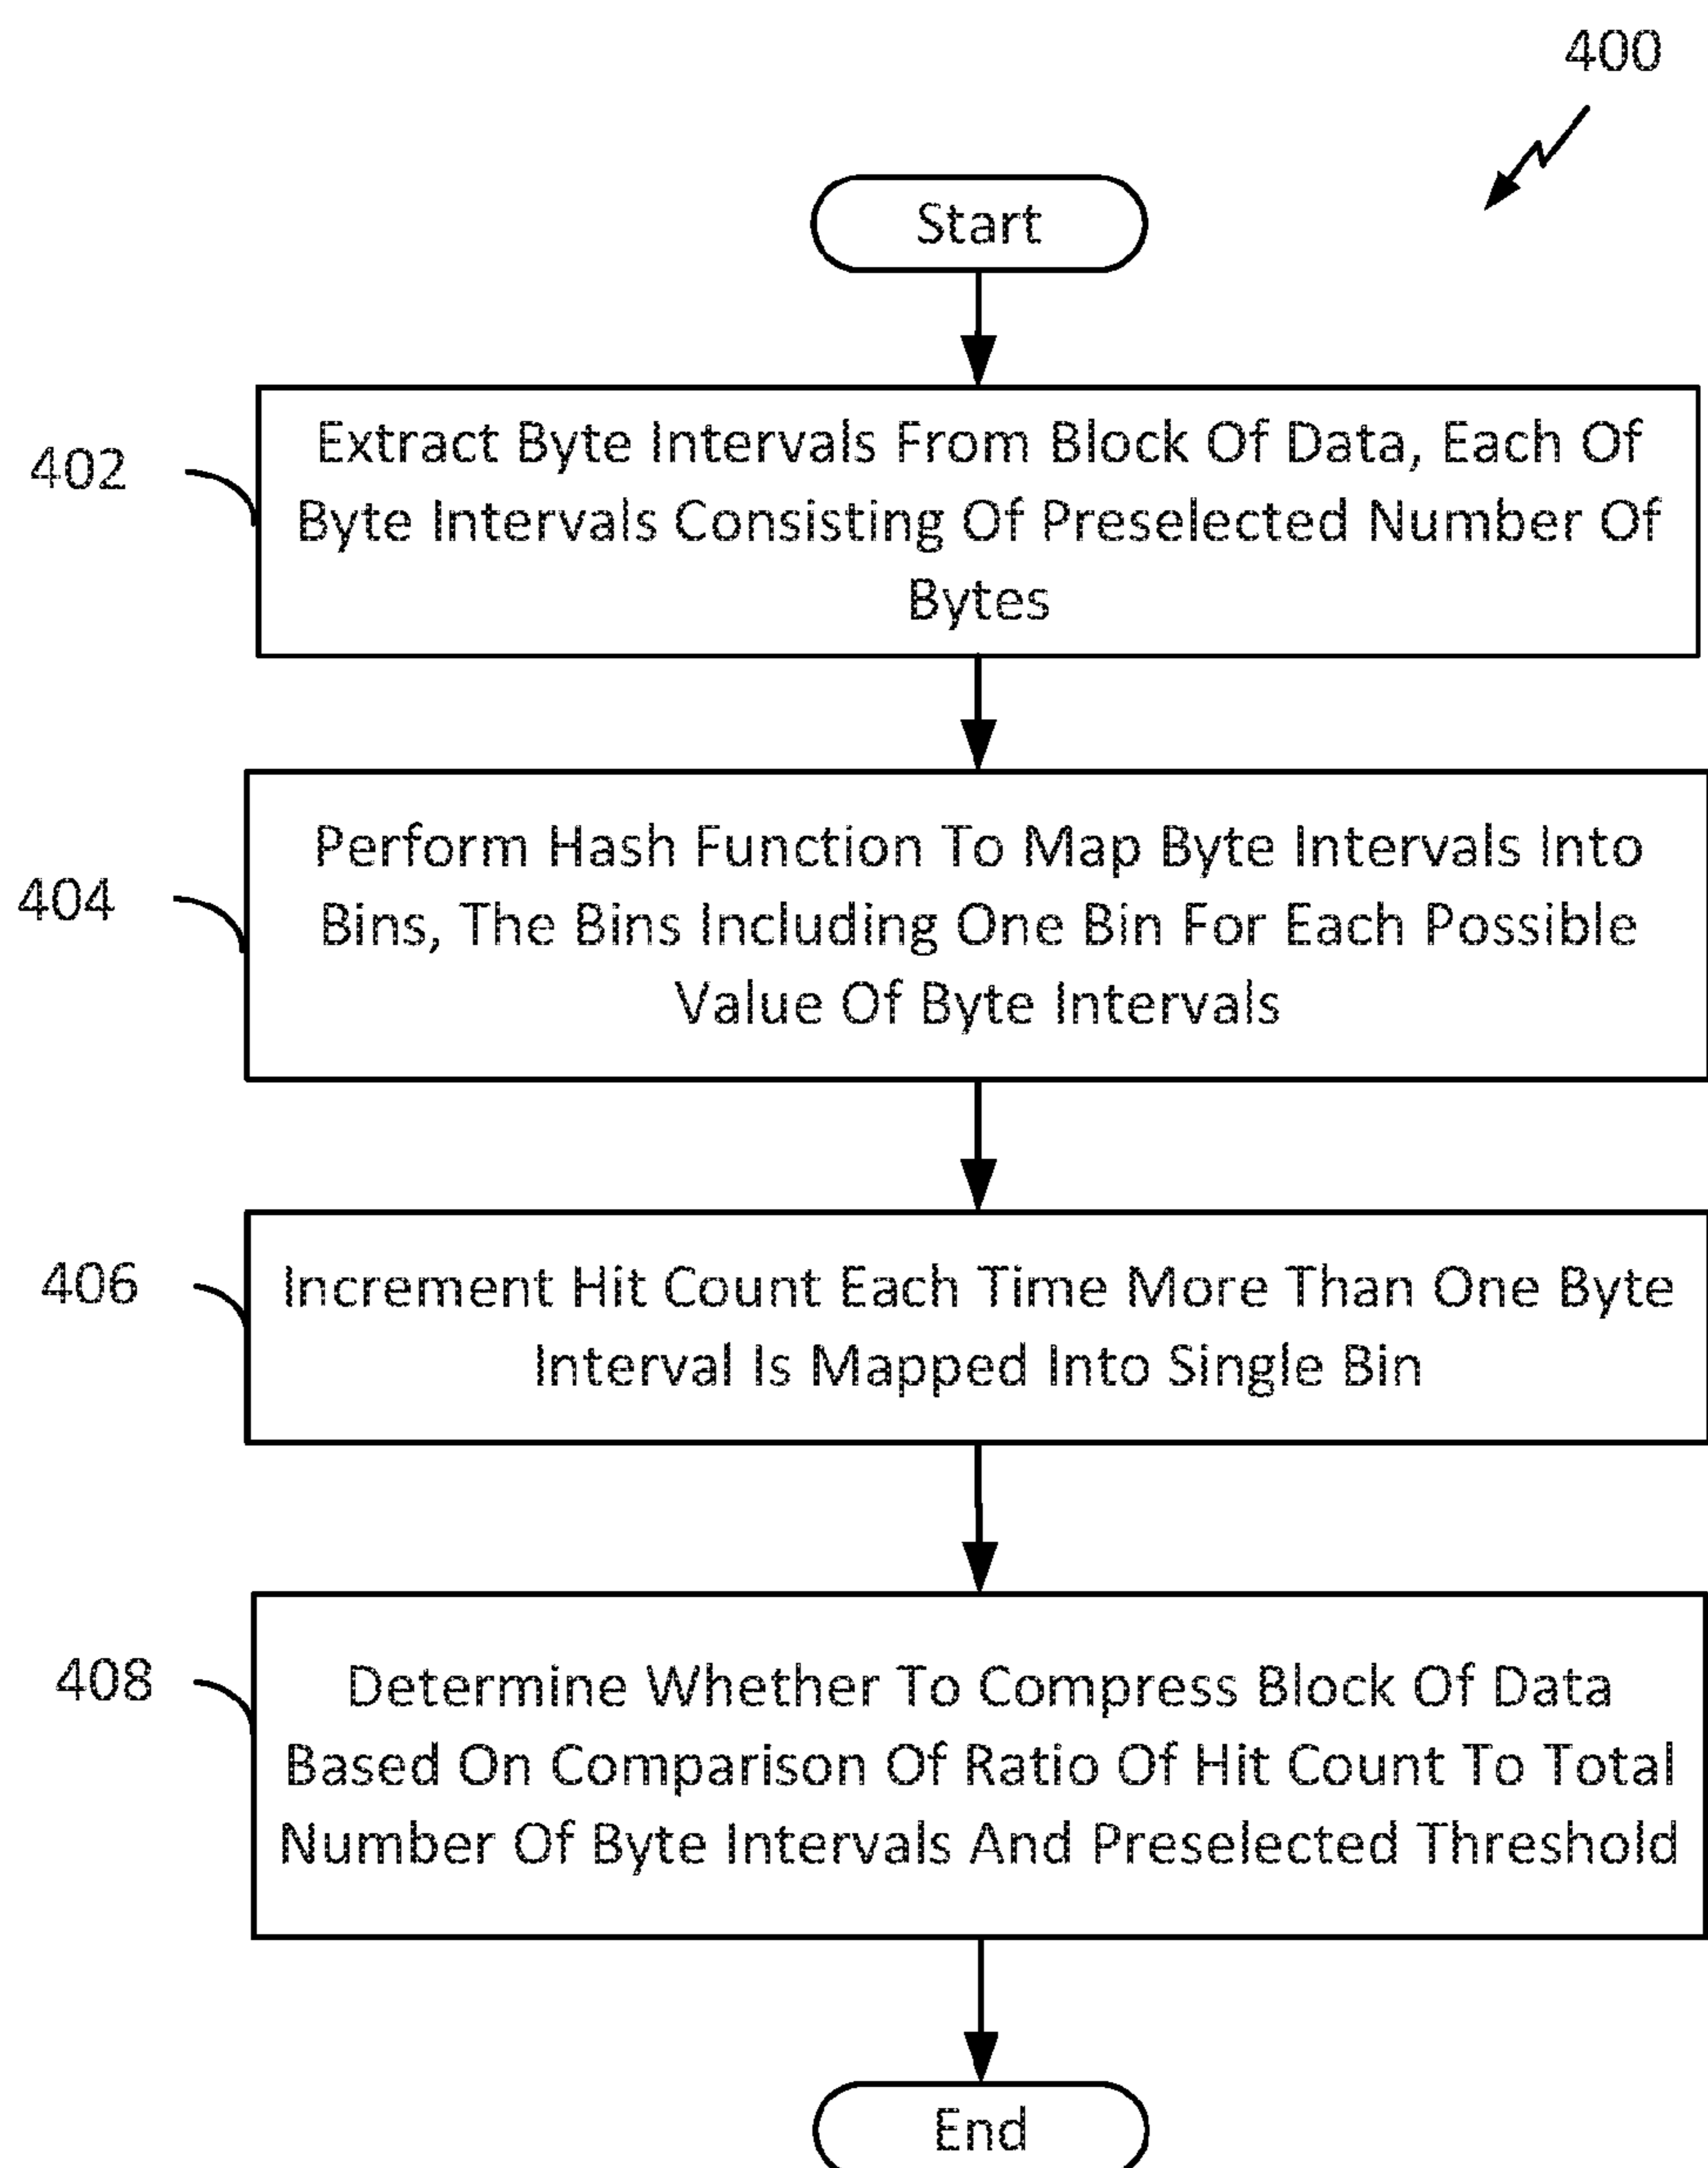 400
Start
402
Extract Byte Intervals From Block Of Data, Each Of
Byte Intervals Consisting Of Preselected Number Of
Bytes
404
Perform Hash Function To Map Byte Intervals Into
Bins, The Bins Including One Bin For Each Possible
Value Of Byte Intervals
406
Increment Hit Count Each Time More Than One Byte
Interval Is Mapped Into Single Bin
408
Determine Whether To Compress Block Of Data
Based On Comparison Of Ratio Of Hit Count To Total
Number Of Byte Intervals And Preselected Threshold
End